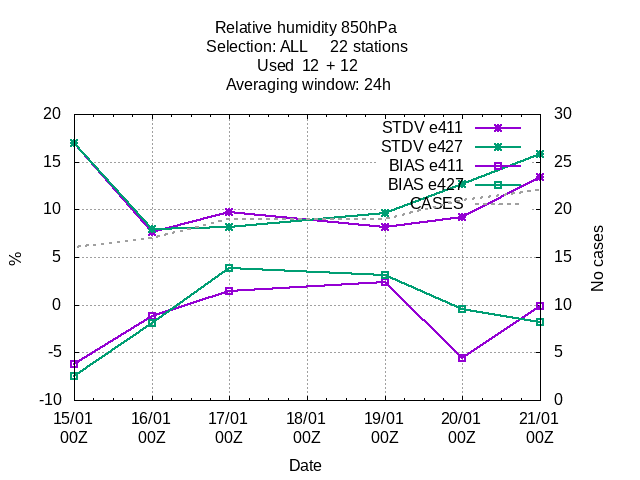 Relative humidity 850hPa
Selection: ALL 22 stations
Used 12 + 12
Averaging window: 24h
20 30
STDV e411
STDV e427
15 25
BIAS e411
BIAS e427
CASES
10 20
5 15
%
No cases
0 10
-5 5
-10 0
15/01 16/01 17/01 18/01 19/01 20/01 21/01
00Z 00Z 00Z 00Z 00Z 00Z 00Z
Date